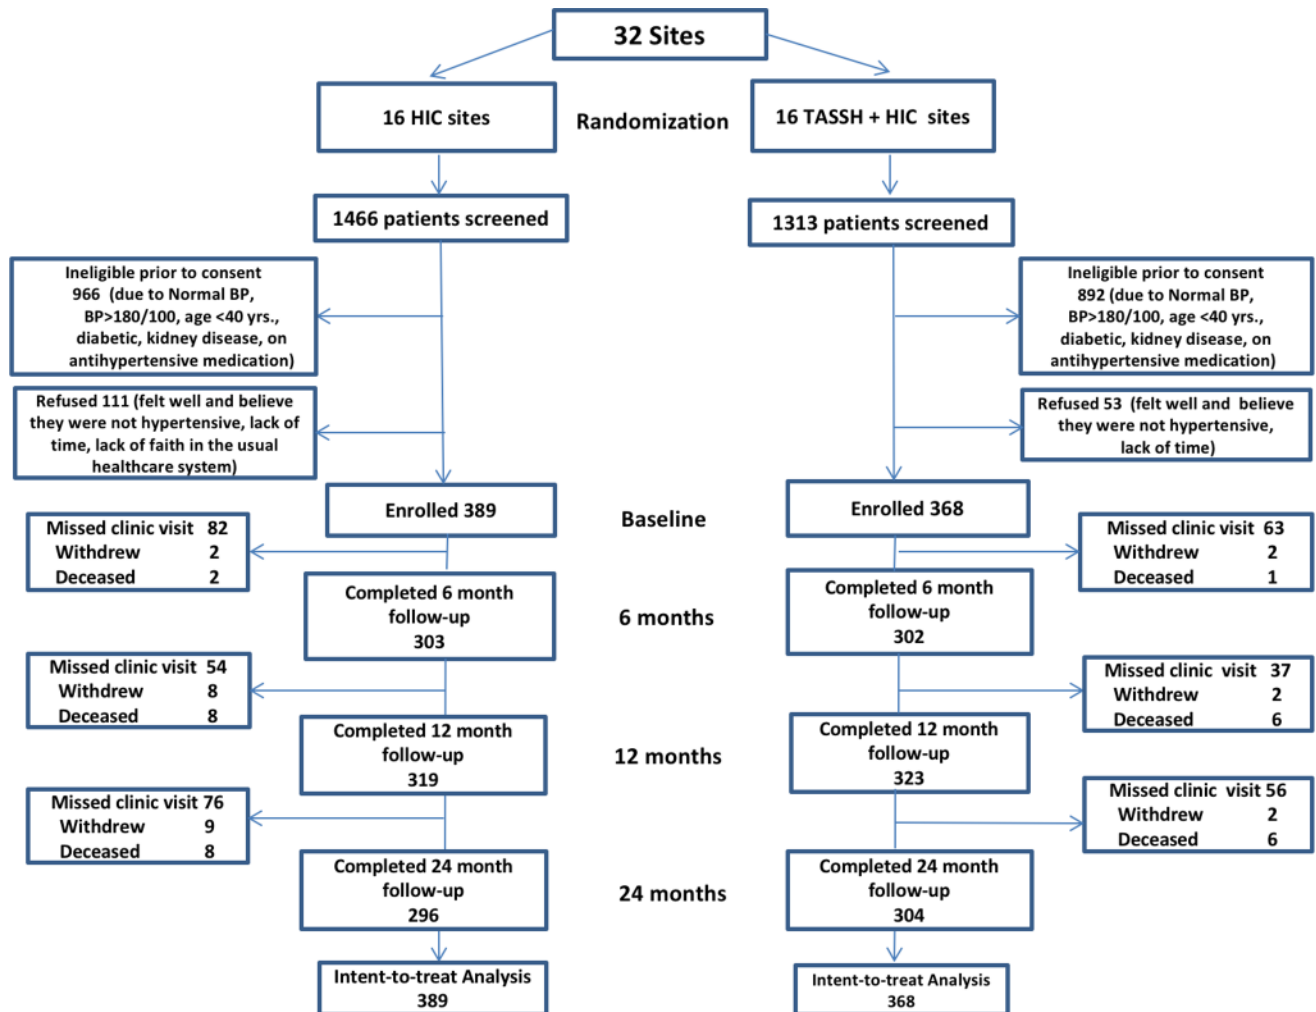 32 Sites
16 HIC sites
Randomization
16 TASSH + HIC sites
1466 patients screened
1313 patients screened
Ineligible prior to consent
966 (due to Normal BP,
BP>180/100, age <40 yrs.,
diabetic, kidney disease, on
antihypertensive medication)
Ineligible prior to consent
892 (due to Normal BP,
BP>180/100, age <40 yrs.,
diabetic, kidney disease, on
antihypertensive medication)
Refused 111 (felt well and believe
they were not hypertensive, lack of
time, lack of faith in the usual
healthcare system)
Refused 53 (felt well and believe
they were not hypertensive,
lack of time)
Enrolled 389
Baseline
Enrolled 368
Missed clinic visit 82
Withdrew 2
Deceased 2
Missed clinic visit 63
Withdrew 2
Deceased 1
Completed 6 month
follow-up
303
6 months
Completed 6 month
follow-up
302
Missed clinic visit 54
Withdrew 8
Deceased 8
Missed clinic visit 37
Withdrew 2
Deceased 6
Completed 12 month
follow-up
319
12 months
Completed 12 month
follow-up
323
Missed clinic visit 76
Withdrew 9
Deceased 8
Missed clinic visit 56
Withdrew 2
Deceased 6
Completed 24 month
follow-up
296
24 months
Completed 24 month
follow-up
304
Intent-to-treat Analysis
389
Intent-to-treat Analysis
368